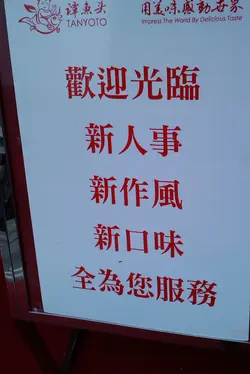 譚魚头
TANYOTO
用美味感動世界
Impress The World By Delicious Taste
歡迎光臨
新人事
新作風
新口味
全為您服務